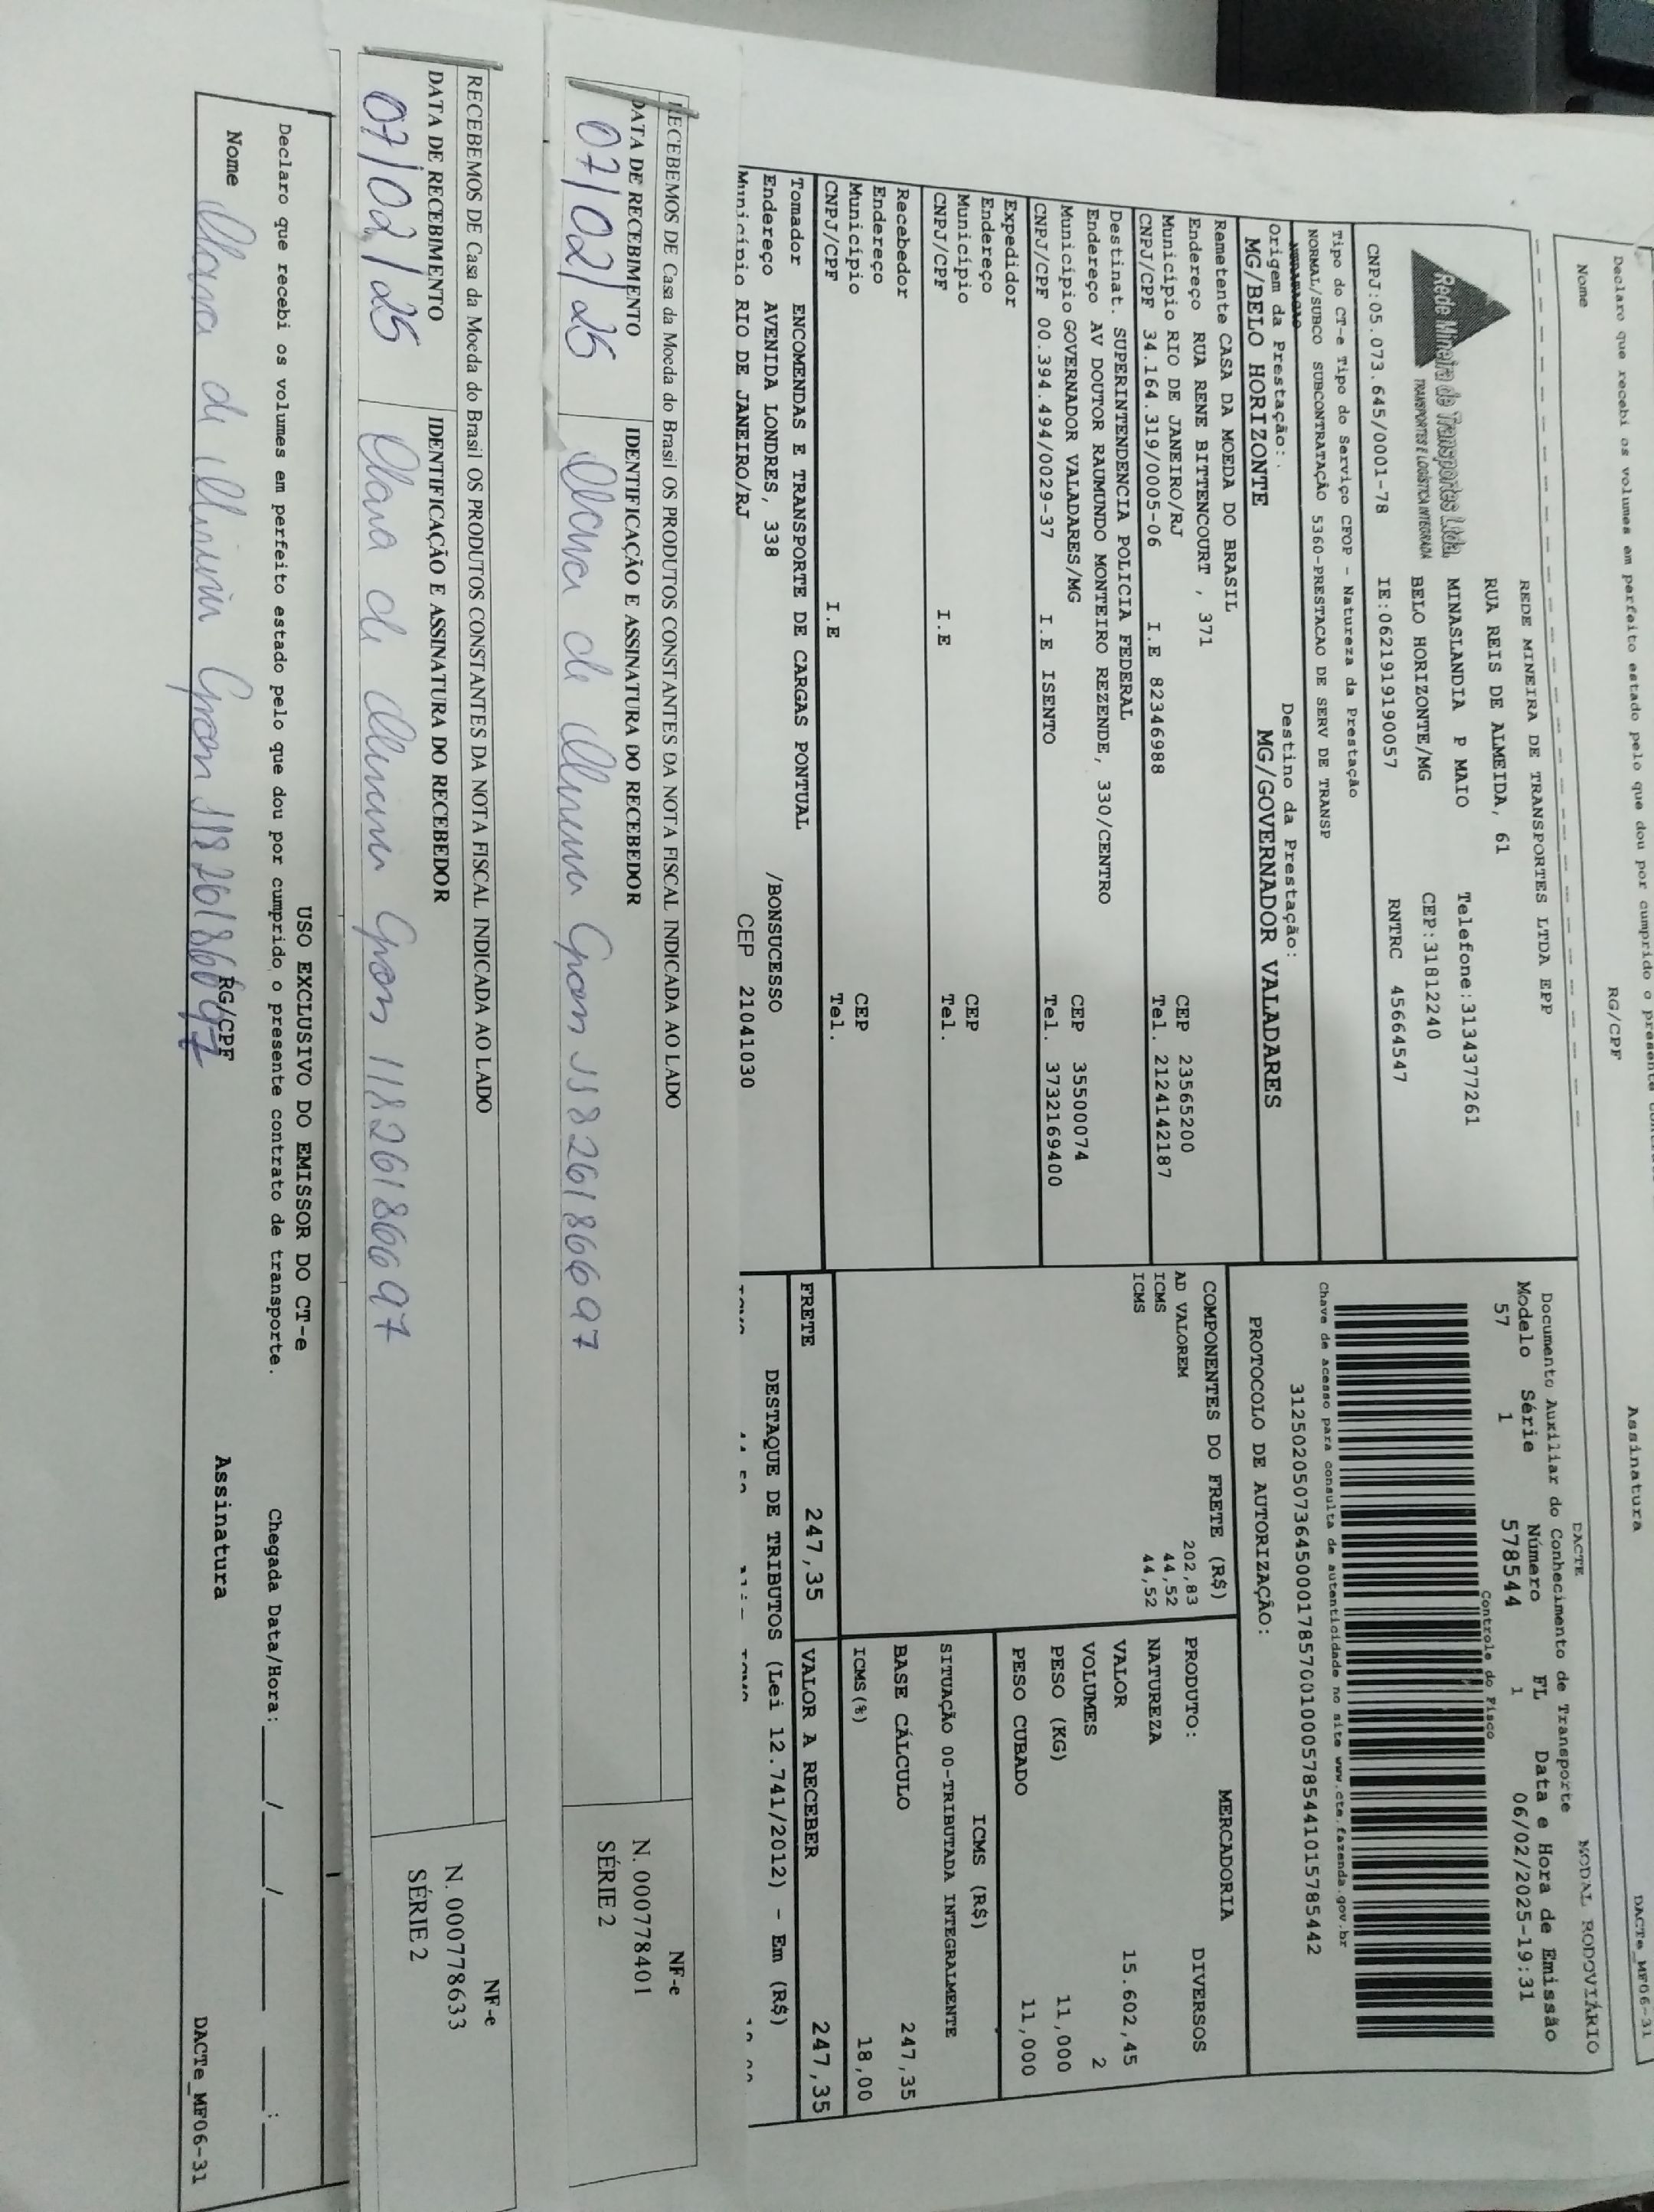 Declaro que recebi os volumes em perfeito estado pelo que dou por cumprido o presente
Nome RG/CPF Assinatura DACTe_MF06-31
Rede Mineira de Transportes Ltda.
TRANSPORTES E LOGÍSTICA INTEGRADA
REDE MINEIRA DE TRANSPORTES LTDA EPP
RUA REIS DE ALMEIDA, 61
MINASLANDIA P MAIO Telefone:3134377261
BELO HORIZONTE/MG CEP:31812240
CNPJ:05.073.645/0001-78 IE:0621919190057 RNTRC 45664547
DACTE MODAL RODOVIÁRIO
Documento Auxiliar do Conhecimento de Transporte
Modelo Série Número FL Data e Hora de Emissão
57 1 578544 1 06/02/2025-19:31
Controle do Fisco
Chave de acesso para consulta de autenticidade no site www.cte.fazenda.gov.br
31250205073645000178570010005785441015785442
PROTOCOLO DE AUTORIZAÇÃO:
Tipo do CT-e Tipo do Serviço CFOP - Natureza da Prestação
NORMAL/SUBCO SUBCONTRATAÇÃO 5360-PRESTACAO DE SERV DE TRANSP
Origem da Prestação:. Destino da Prestação:
MG/BELO HORIZONTE MG/GOVERNADOR VALADARES
Remetente CASA DA MOEDA DO BRASIL
Endereço RUA RENE BITTENCOURT , 371
Município RIO DE JANEIRO/RJ CEP 23565200
CNPJ/CPF 34.164.319/0005-06 I.E 82346988 Tel. 2124142187
Destinat. SUPERINTENDENCIA POLICIA FEDERAL
Endereço AV DOUTOR RAUMUNDO MONTEIRO REZENDE, 330/CENTRO
Município GOVERNADOR VALADARES/MG CEP 35500074
CNPJ/CPF 00.394.494/0029-37 I.E ISENTO Tel. 3732169400
Expedidor
Endereço
Município CEP
CNPJ/CPF I.E Tel.
Recebedor
Endereço
Município CEP
CNPJ/CPF I.E Tel.
Tomador ENCOMENDAS E TRANSPORTE DE CARGAS PONTUAL
Endereço AVENIDA LONDRES, 338 /BONSUCESSO
Município RIO DE JANEIRO/RJ CEP 21041030
COMPONENTES DO FRETE (R$)
AD VALOREM 202,83
ICMS 44,52
ICMS 44,52
MERCADORIA
PRODUTO: DIVERSOS
NATUREZA
VALOR 15.602,45
VOLUMES 2
PESO (KG) 11,000
PESO CUBADO 11,000
ICMS (R$)
SITUAÇÃO 00-TRIBUTADA INTEGRALMENTE
BASE CÁLCULO 247,35
ICMS(%) 18,00
FRETE 247,35 VALOR A RECEBER 247,35
DESTAQUE DE TRIBUTOS (Lei 12.741/2012) - Em (R$)
RECEBEMOS DE Casa da Moeda do Brasil OS PRODUTOS CONSTANTES DA NOTA FISCAL INDICADA AO LADO
DATA DE RECEBIMENTO IDENTIFICAÇÃO E ASSINATURA DO RECEBEDOR
07/02/25 11826186697
NF-e
N. 000778401
SÉRIE 2
RECEBEMOS DE Casa da Moeda do Brasil OS PRODUTOS CONSTANTES DA NOTA FISCAL INDICADA AO LADO
DATA DE RECEBIMENTO IDENTIFICAÇÃO E ASSINATURA DO RECEBEDOR
07/02/25 11826186697
NF-e
N. 000778633
SÉRIE 2
USO EXCLUSIVO DO EMISSOR DO CT-e
Declaro que recebi os volumes em perfeito estado pelo que dou por cumprido o presente contrato de transporte. Chegada Data/Hora:____/____/______ ____:____
Nome 11826186697 RG/CPF Assinatura
DACTe_MF06-31